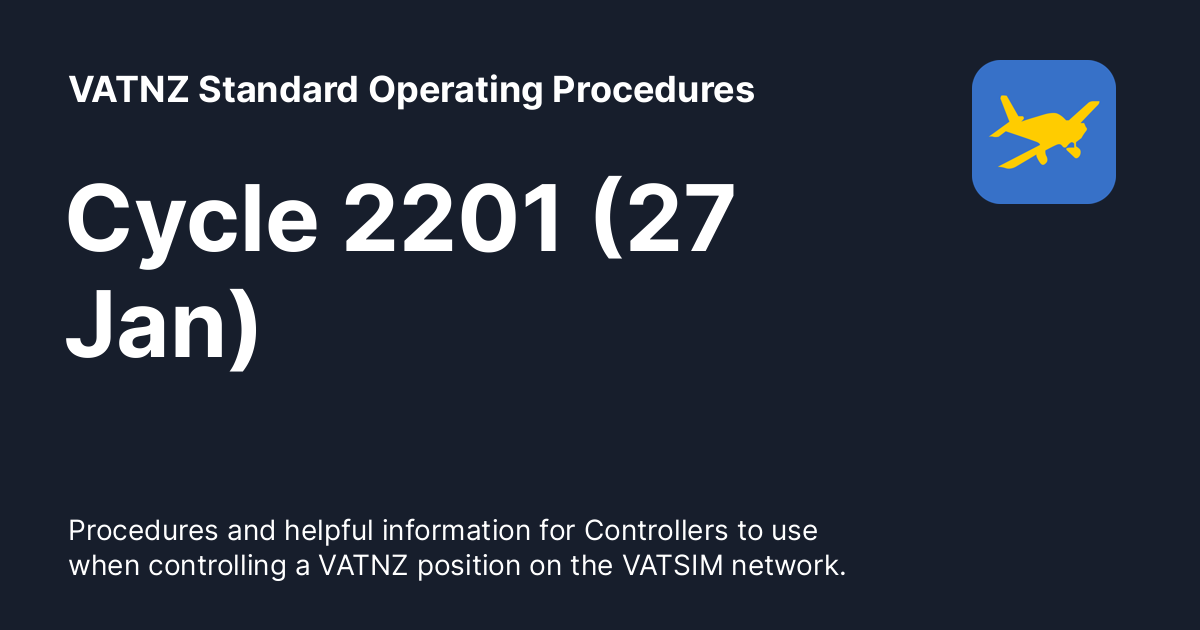 VATNZ Standard Operating Procedures
Cycle 2201 (27
Jan)
Procedures and helpful information for Controllers to use
when controlling a VATNZ position on the VATSIM network.